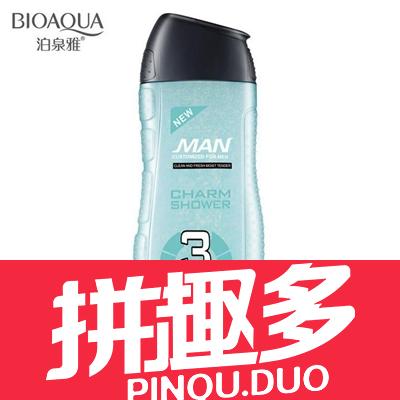 BIOAQUA
泊泉雅®
NEW
MAN
CUSTOMIZED FOR MEN
CLEAN AND FRESH MOIST TENDER
CHARM
SHOWER
3
拼趣多
PINQU.DUO